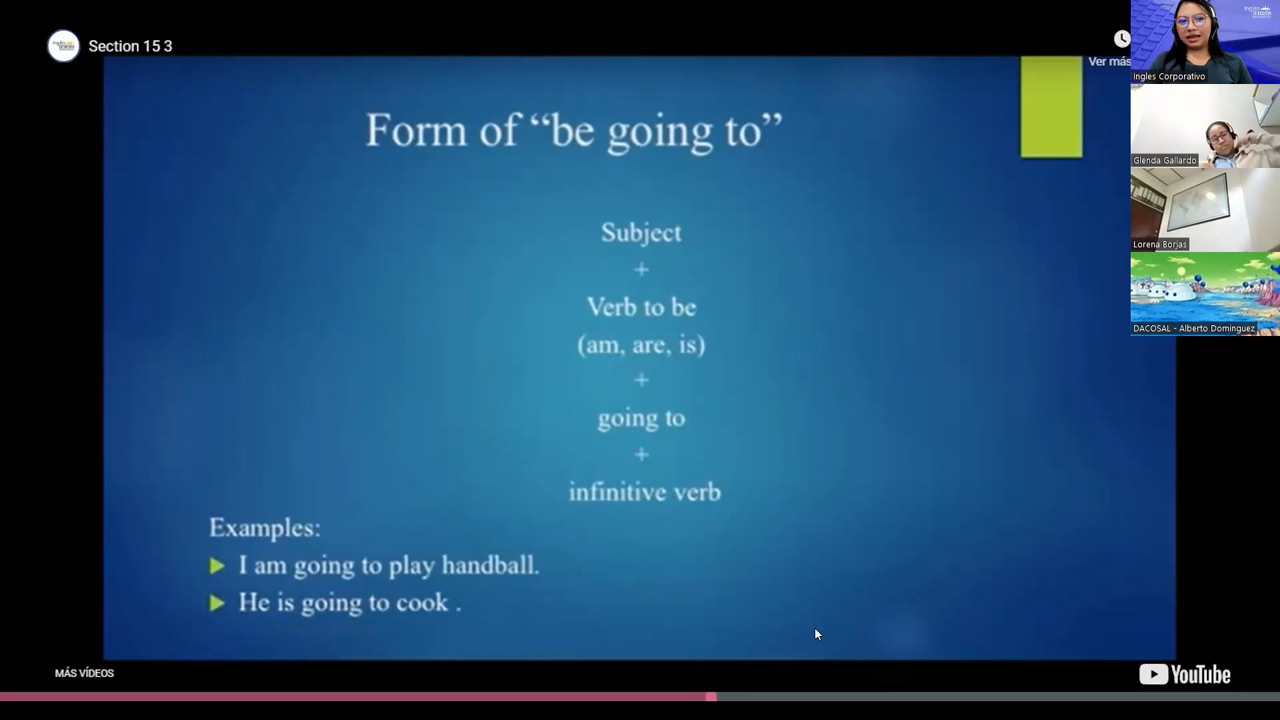 Section 15 3
Ver más
Form of “be going to”
Subject
+
Verb to be
(am, are, is)
+
going to
+
infinitive verb
Examples:
I am going to play handball.
He is going to cook .
MÁS VÍDEOS
YouTube
Ingles Corporativo
Glenda Gallardo
Lorena Borjas
DACOSAL - Alberto Dominguez